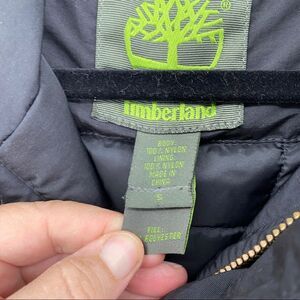 ®
Timberland
BODY:
100% NYLON
LINING:
100% NYLON
MADE IN
CHINA
S
FILL:
POLYESTER